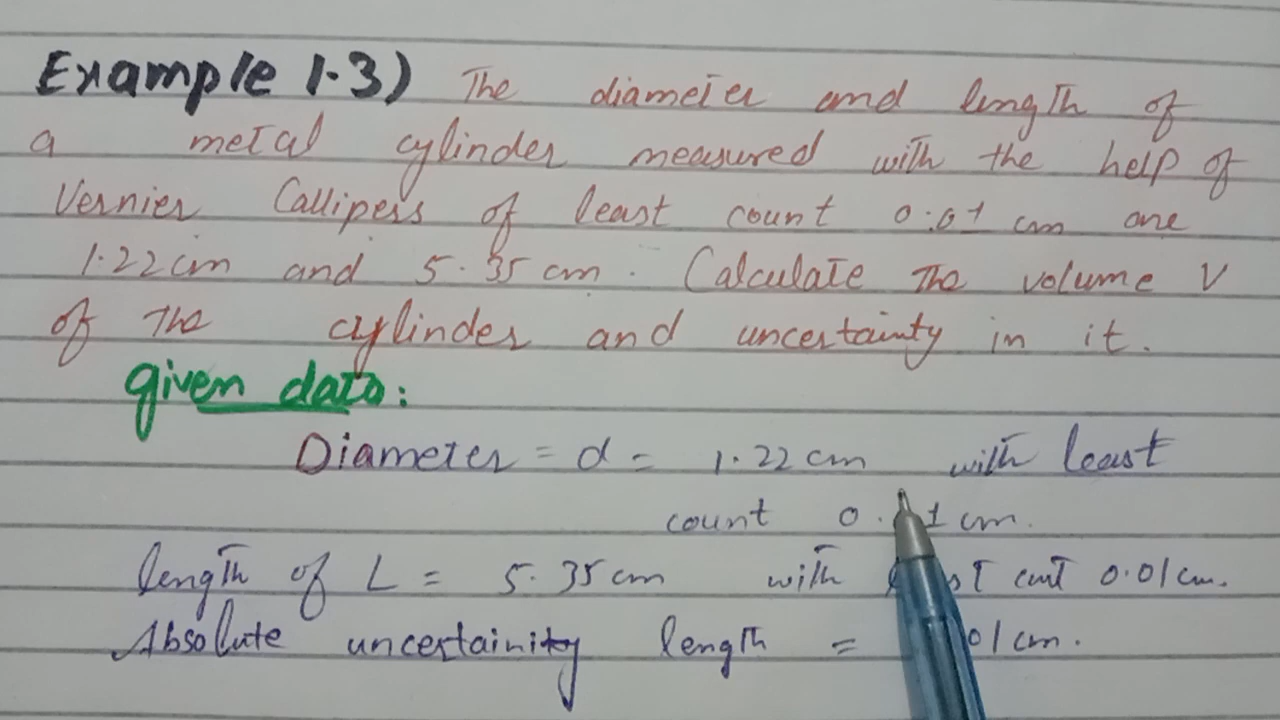 Example 1.3) The diameter and length of
a metal cylinder measured with the help of
Vernier Callipers of least count 0.01 cm are
1.22 cm and 5.35 cm. Calculate the volume V
of the cylinder and uncertainty in it.
given data:
Diameter = d = 1.22 cm with least
count 0. 1 cm.
length of L = 5.35 cm with 0.01 cm.
Absolute uncertainity length = 01 cm.